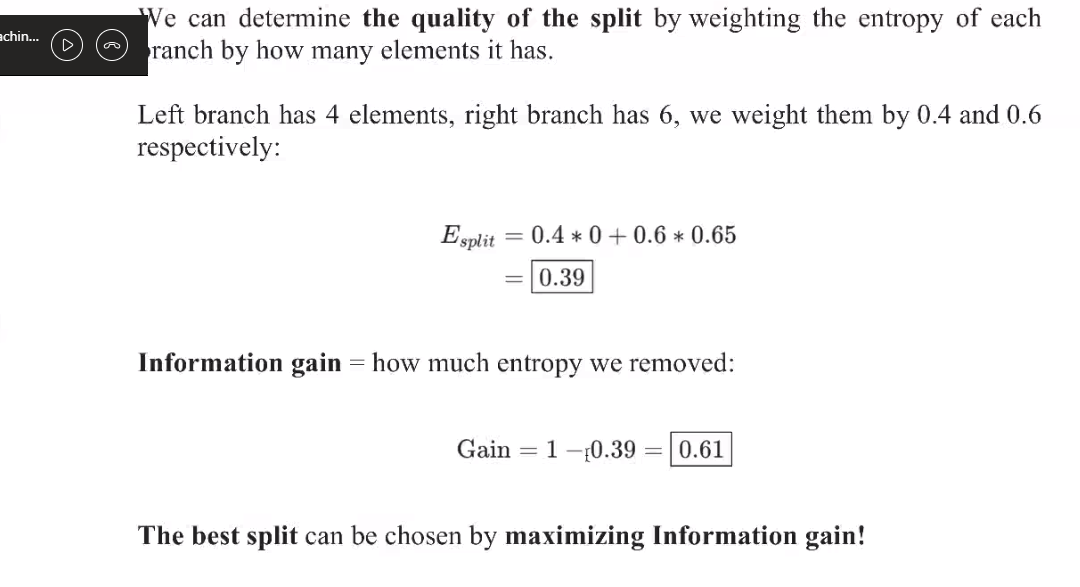 achin...
We can determine the quality of the split by weighting the entropy of each
branch by how many elements it has.
Left branch has 4 elements, right branch has 6, we weight them by 0.4 and 0.6
respectively:
E_split = 0.4 * 0 + 0.6 * 0.65
= 0.39
Information gain = how much entropy we removed:
Gain = 1 − 0.39 = 0.61
The best split can be chosen by maximizing Information gain!